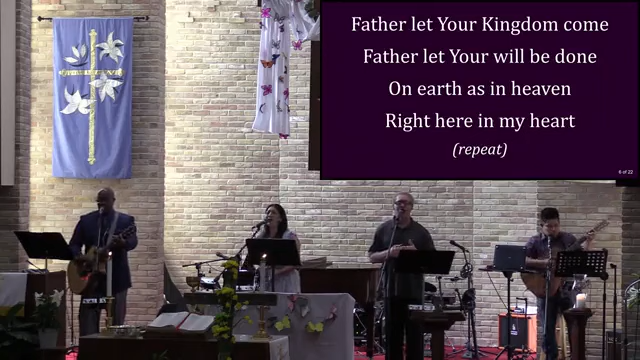 Father let Your Kingdom come
Father let Your will be done
On earth as in heaven
Right here in my heart
(repeat)
6 of 22